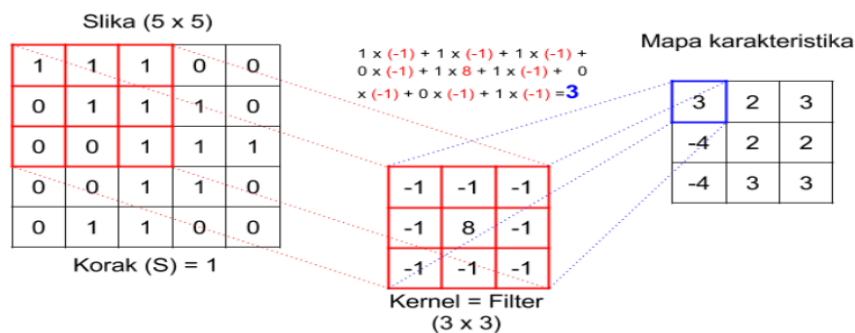 Slika (5 x 5)
1 1 1 0 0
0 1 1 1 0
0 0 1 1 1
0 0 1 1 0
0 1 1 0 0
Korak (S) = 1
1 x (-1) + 1 x (-1) + 1 x (-1) +
0 x (-1) + 1 x 8 + 1 x (-1) + 0
x (-1) + 0 x (-1) + 1 x (-1) =3
-1 -1 -1
-1 8 -1
-1 -1 -1
Kernel = Filter
(3 x 3)
Mapa karakteristika
3 2 3
-4 2 2
-4 3 3